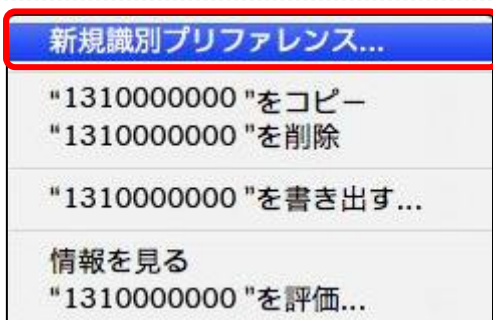 新規識別プリファレンス...
"1310000000 "をコピー
"1310000000 "を削除
"1310000000 "を書き出す...
情報を見る
"1310000000 "を評価...